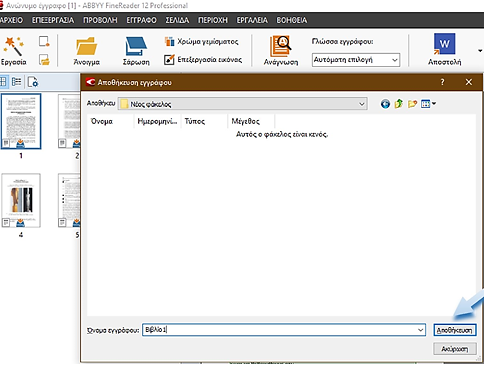 Ανώνυμο έγγραφο [1] - ABBYY FineReader 12 Professional
ΑΡΧΕΙΟ ΕΠΕΞΕΡΓΑΣΙΑ ΠΡΟΒΟΛΗ ΕΓΓΡΑΦΟ ΣΕΛΙΔΑ ΠΕΡΙΟΧΗ ΕΡΓΑΛΕΙΑ ΒΟΗΘΕΙΑ
Χρώμα γεμίσματος
Γλώσσα εγγράφου:
Επεξεργασία εικόνας
Αυτόματη επιλογή
Εργασία Άνοιγμα Σάρωση Ανάγνωση Αποστολή
Αποθήκευση εγγράφου
Αποθήκευ Νέος φάκελος
Όνομα Ημερομηνί... Τύπος Μέγεθος
Αυτός ο φάκελος είναι κενός.
1 2
4 5
Όνομα εγγράφου: Βιβλίο1 Αποθήκευση
Ακύρωση